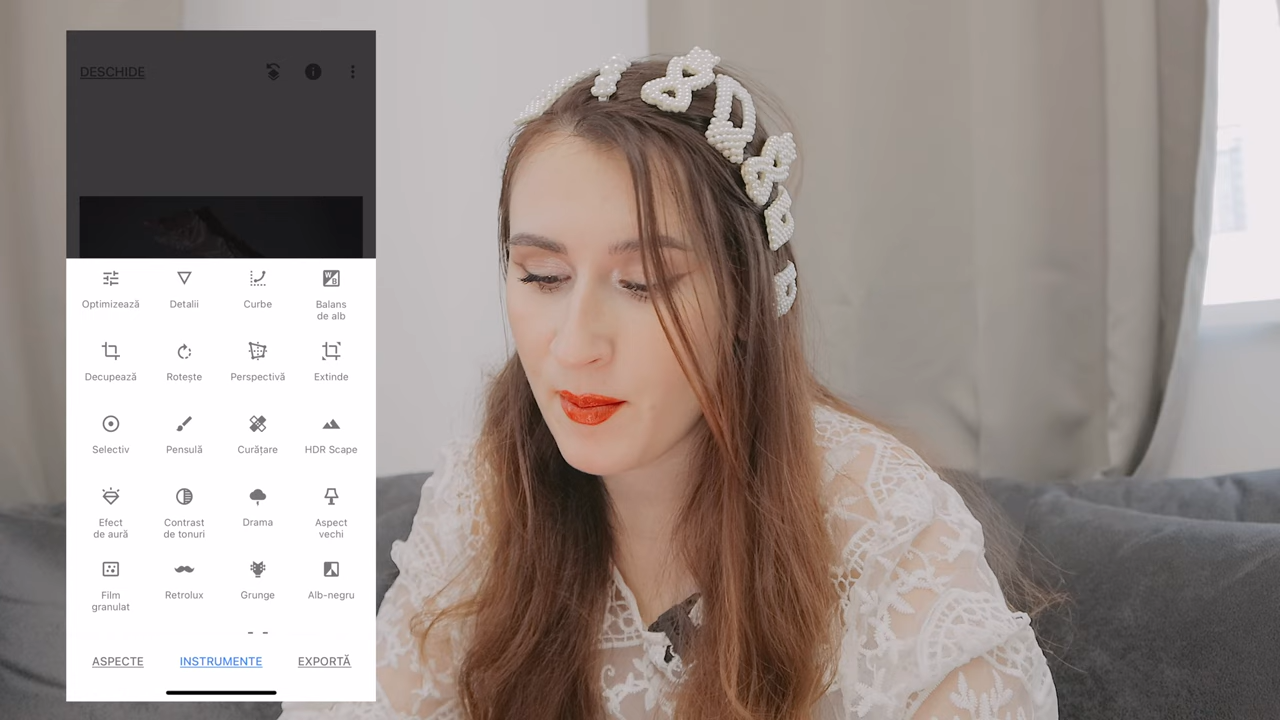 DESCHIDE
Optimizează
Detalii
Curbe
Balans
de alb
Decupează
Rotește
Perspectivă
Extinde
Selectiv
Pensulă
Curățare
HDR Scape
Efect
de aură
Contrast
de tonuri
Drama
Aspect
vechi
Film
granulat
Retrolux
Grunge
Alb-negru
ASPECTE
INSTRUMENTE
EXPORTĂ